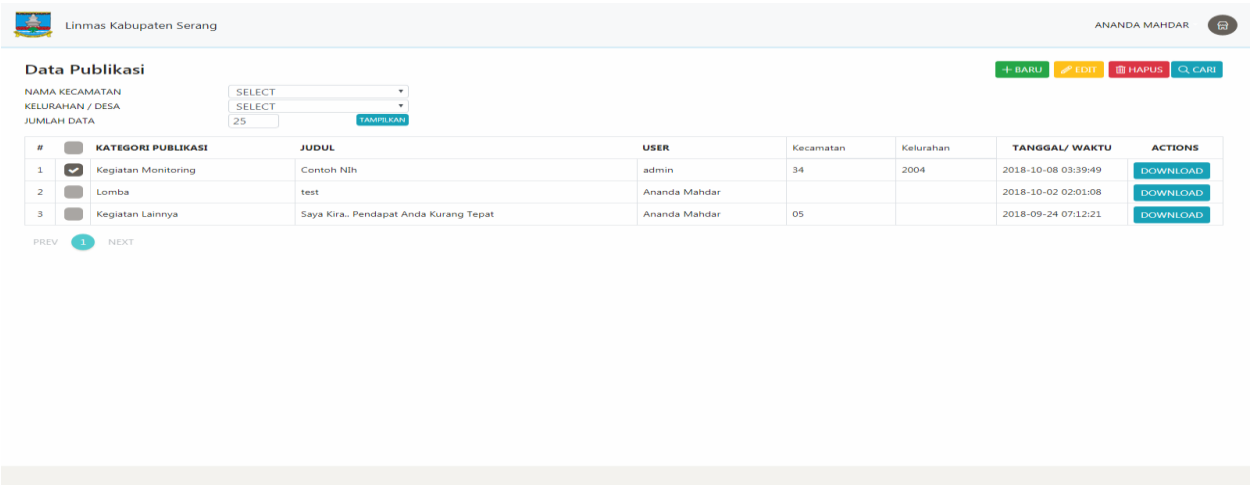 Linmas Kabupaten Serang ANANDA MAHDAR
Data Publikasi + BARU EDIT HAPUS CARI
NAMA KECAMATAN SELECT
KELURAHAN / DESA SELECT
JUMLAH DATA 25 TAMPILKAN
# KATEGORI PUBLIKASI JUDUL USER Kecamatan Kelurahan TANGGAL/ WAKTU ACTIONS
1 Kegiatan Monitoring Contoh NIh admin 34 2004 2018-10-08 03:39:49 DOWNLOAD
2 Lomba test Ananda Mahdar 2018-10-02 02:01:08 DOWNLOAD
3 Kegiatan Lainnya Saya Kira.. Pendapat Anda Kurang Tepat Ananda Mahdar 05 2018-09-24 07:12:21 DOWNLOAD
PREV 1 NEXT